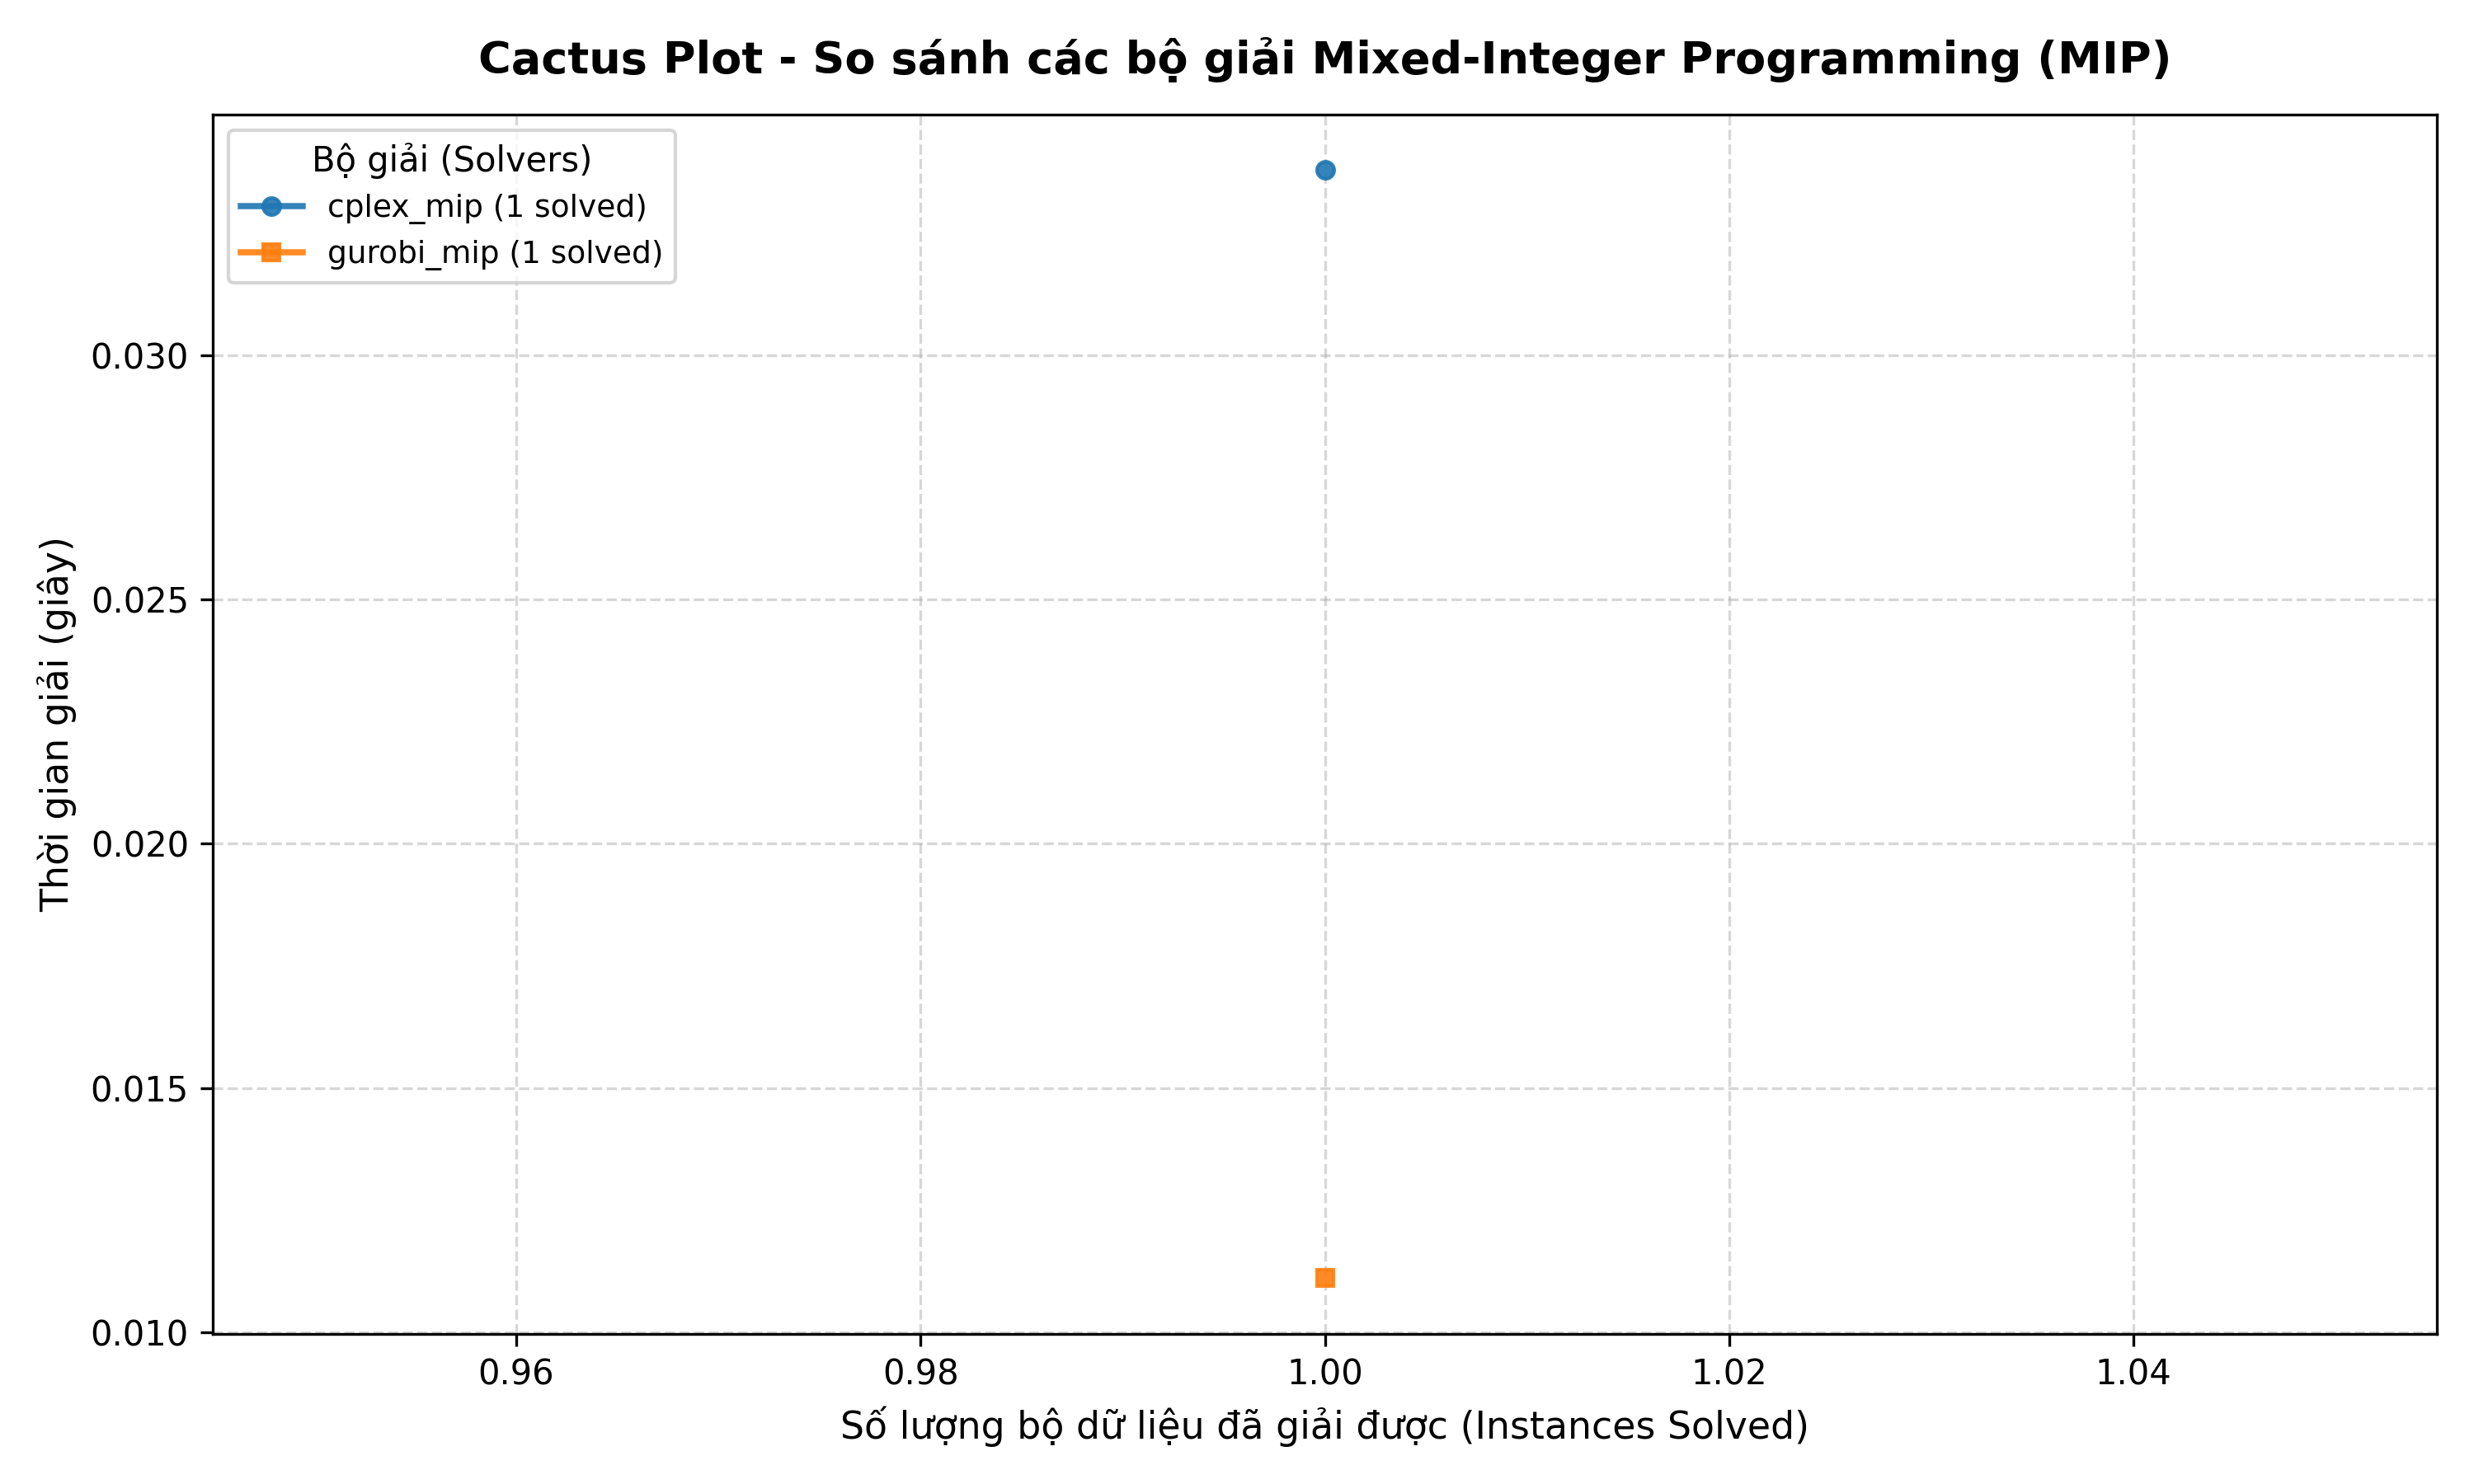 Cactus Plot - So sánh các bộ giải Mixed-Integer Programming (MIP)
Bộ giải (Solvers)
cplex_mip (1 solved)
gurobi_mip (1 solved)
Thời gian giải (giây)
0.030
0.025
0.020
0.015
0.010
0.96
0.98
1.00
1.02
1.04
Số lượng bộ dữ liệu đã giải được (Instances Solved)